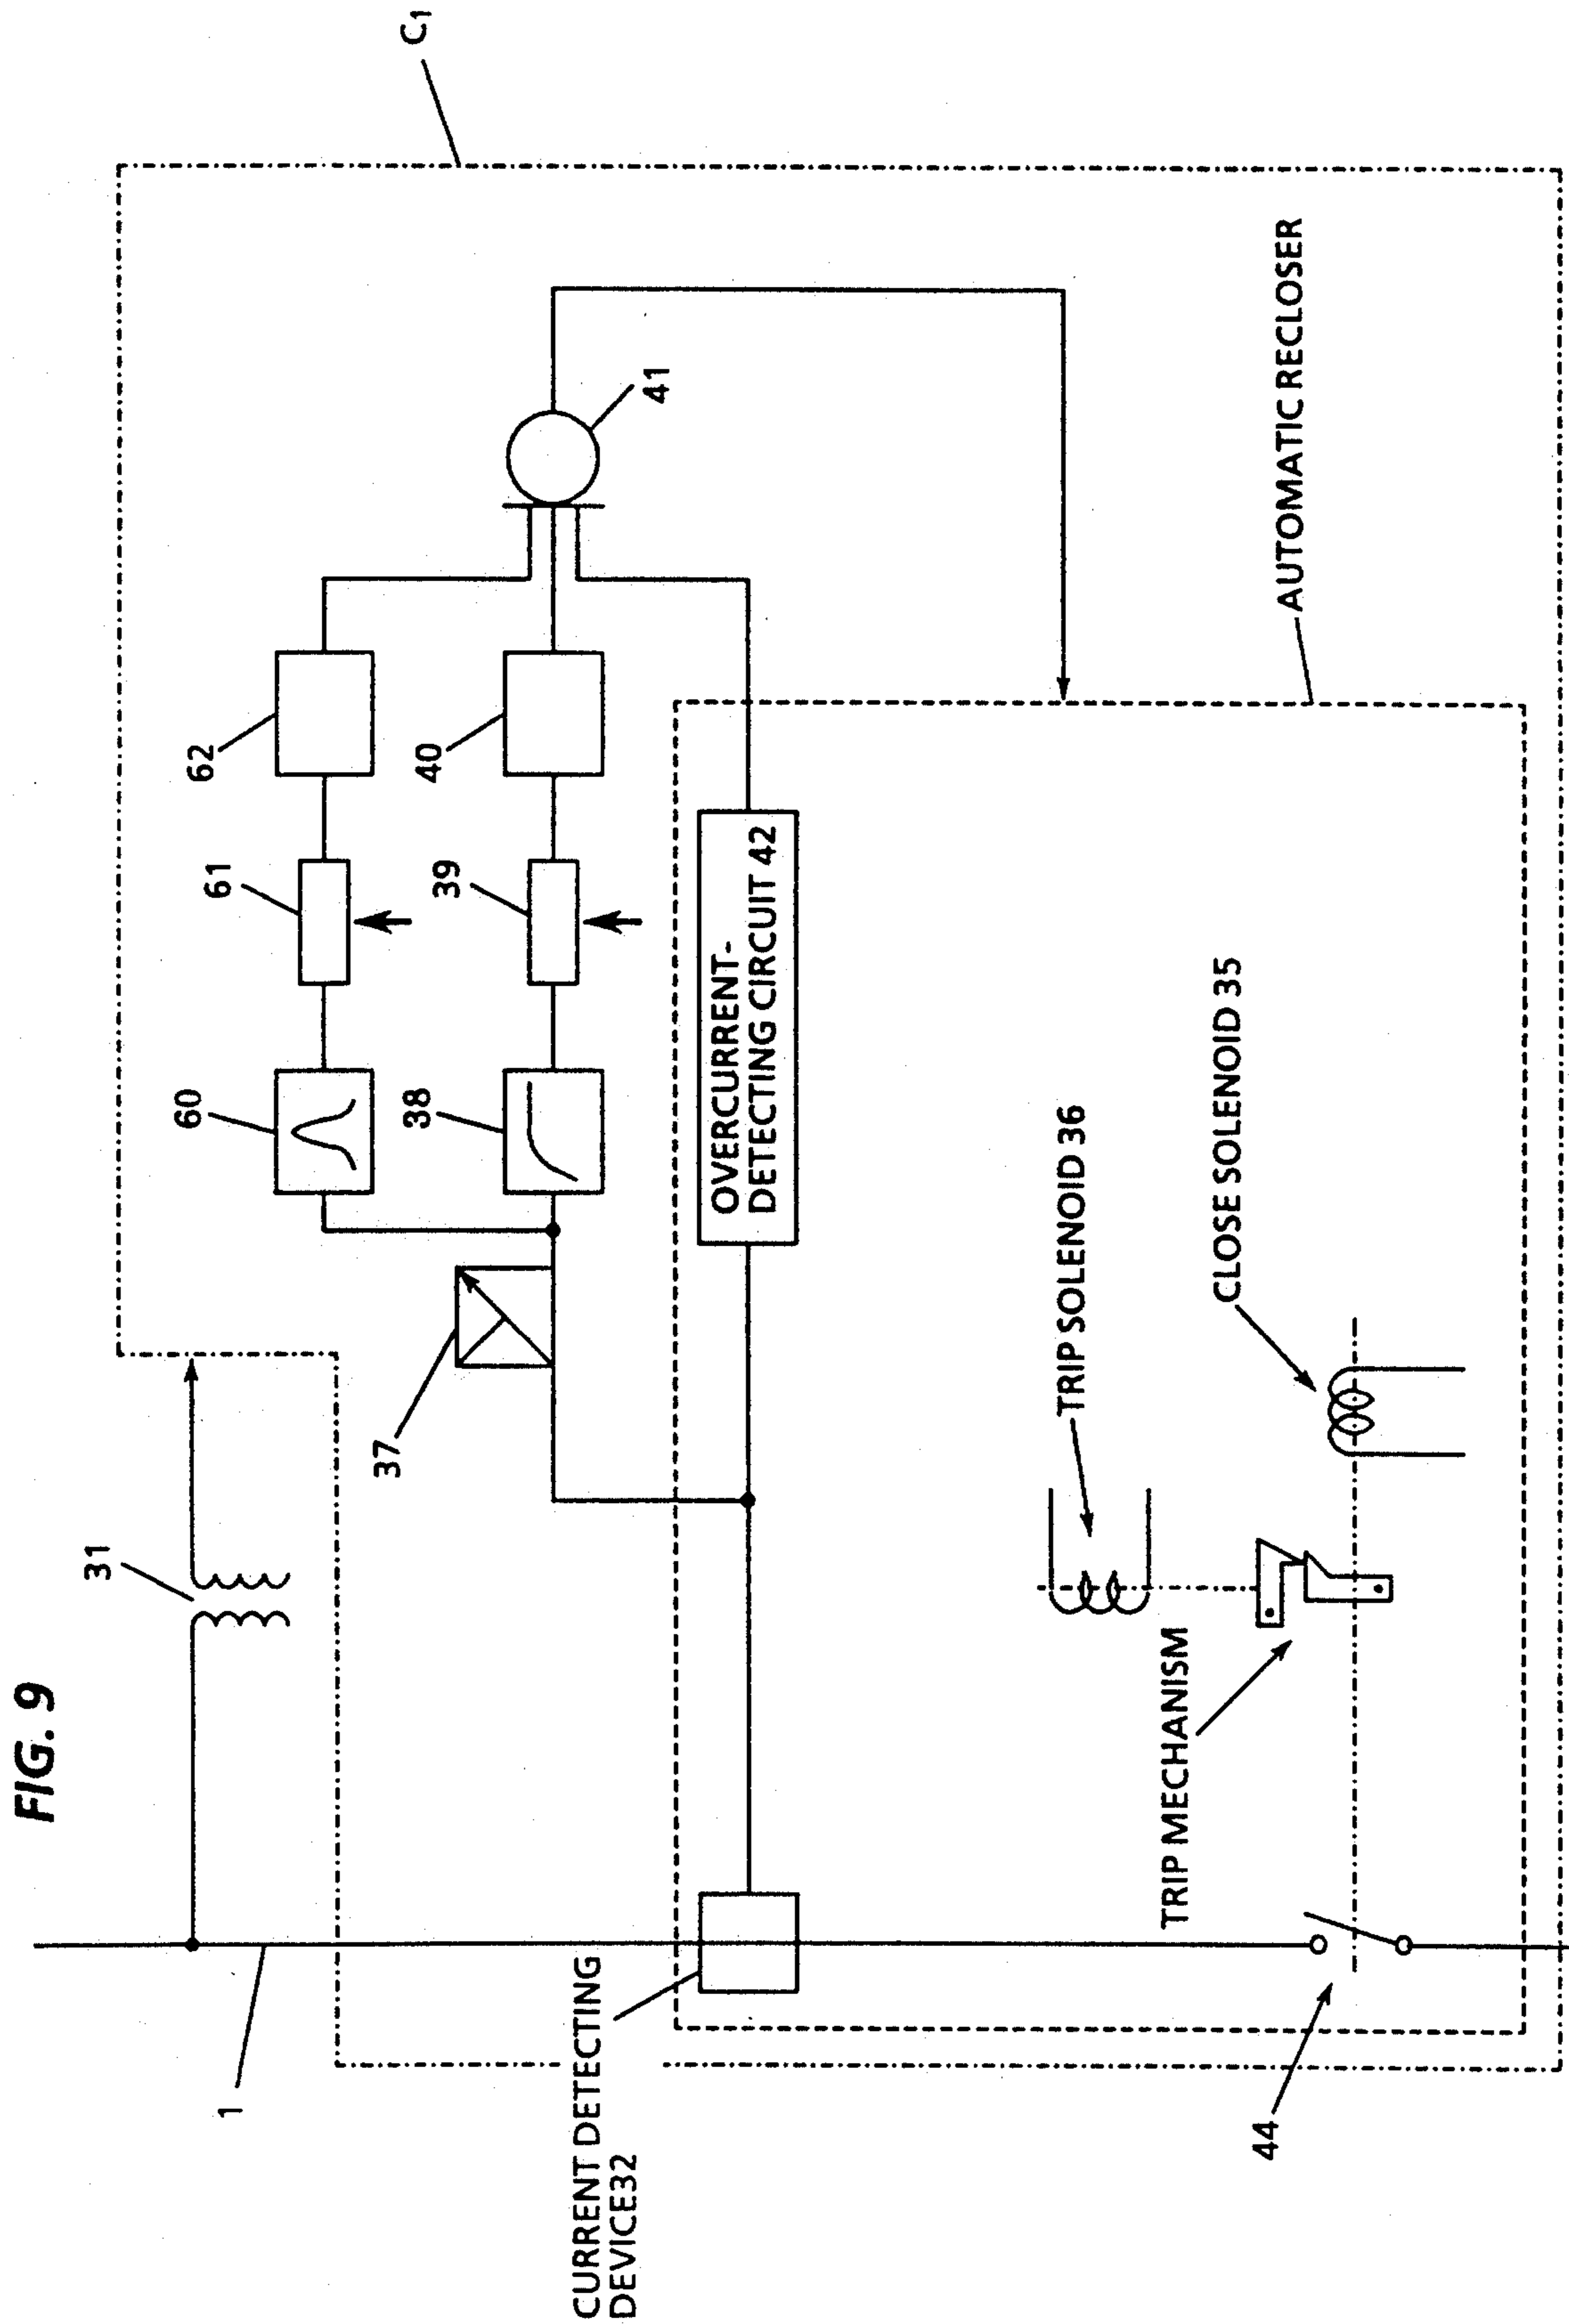 FIG. 9
31
37
60
61
62
38
39
40
41
C1
1
CURRENT DETECTING
DEVICE32
OVERCURRENT-
DETECTING CIRCUIT 42
TRIP SOLENOID 36
TRIP MECHANISM
CLOSE SOLENOID 35
AUTOMATIC RECLOSER
44